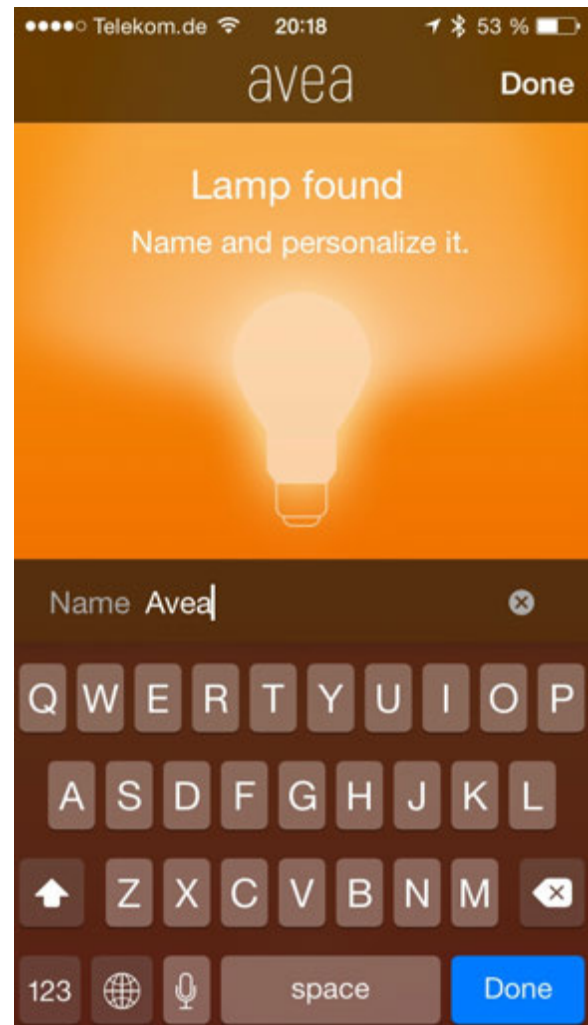 Telekom.de 20:18 53 %
avea Done
Lamp found
Name and personalize it.
Name Avea
Q W E R T Y U I O P
A S D F G H J K L
Z X C V B N M
123 space Done